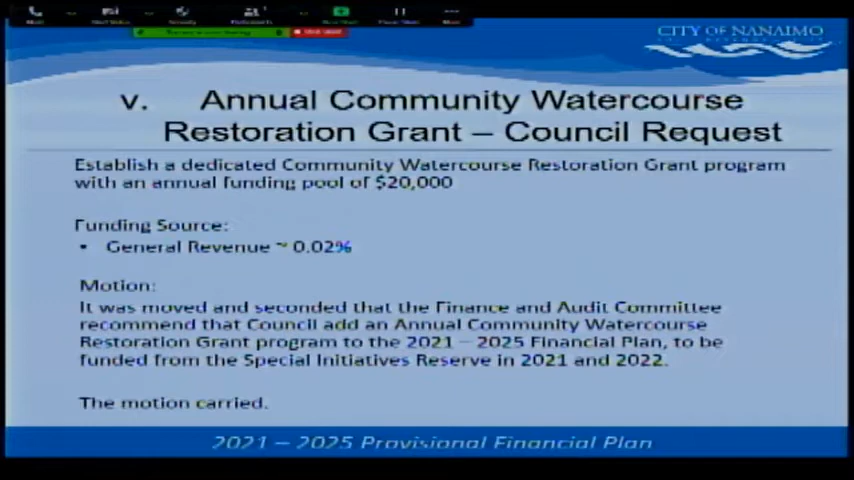 CITY OF NANAIMO
v. Annual Community Watercourse
Restoration Grant – Council Request
Establish a dedicated Community Watercourse Restoration Grant program
with an annual funding pool of $20,000
Funding Source:
• General Revenue ~ 0.02%
Motion:
It was moved and seconded that the Finance and Audit Committee
recommend that Council add an Annual Community Watercourse
Restoration Grant program to the 2021 – 2025 Financial Plan, to be
funded from the Special Initiatives Reserve in 2021 and 2022.
The motion carried.
2021 – 2025 Provisional Financial Plan